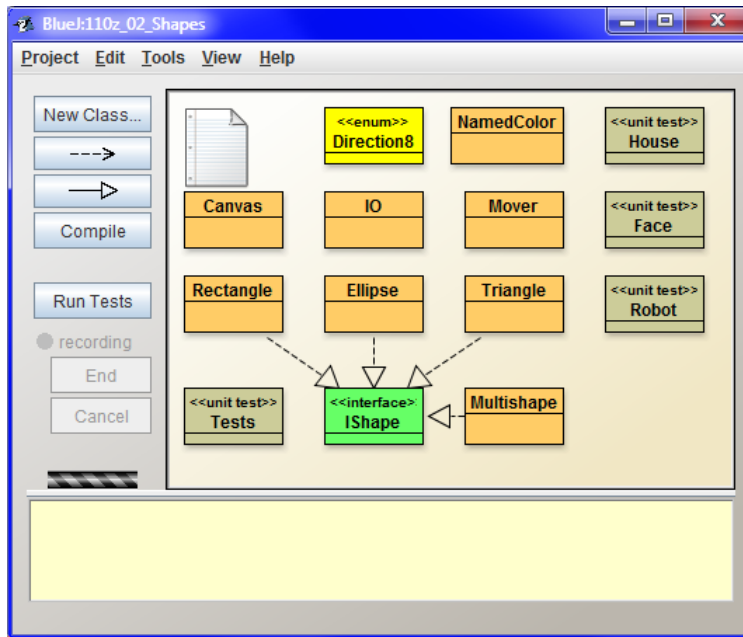 BlueJ:110z_02_Shapes
Project Edit Tools View Help
New Class...
Compile
Run Tests
recording
End
Cancel
<<enum>>
Direction8
NamedColor
<<unit test>>
House
Canvas
IO
Mover
<<unit test>>
Face
Rectangle
Ellipse
Triangle
<<unit test>>
Robot
<<unit test>>
Tests
<<interface>
IShape
Multishape